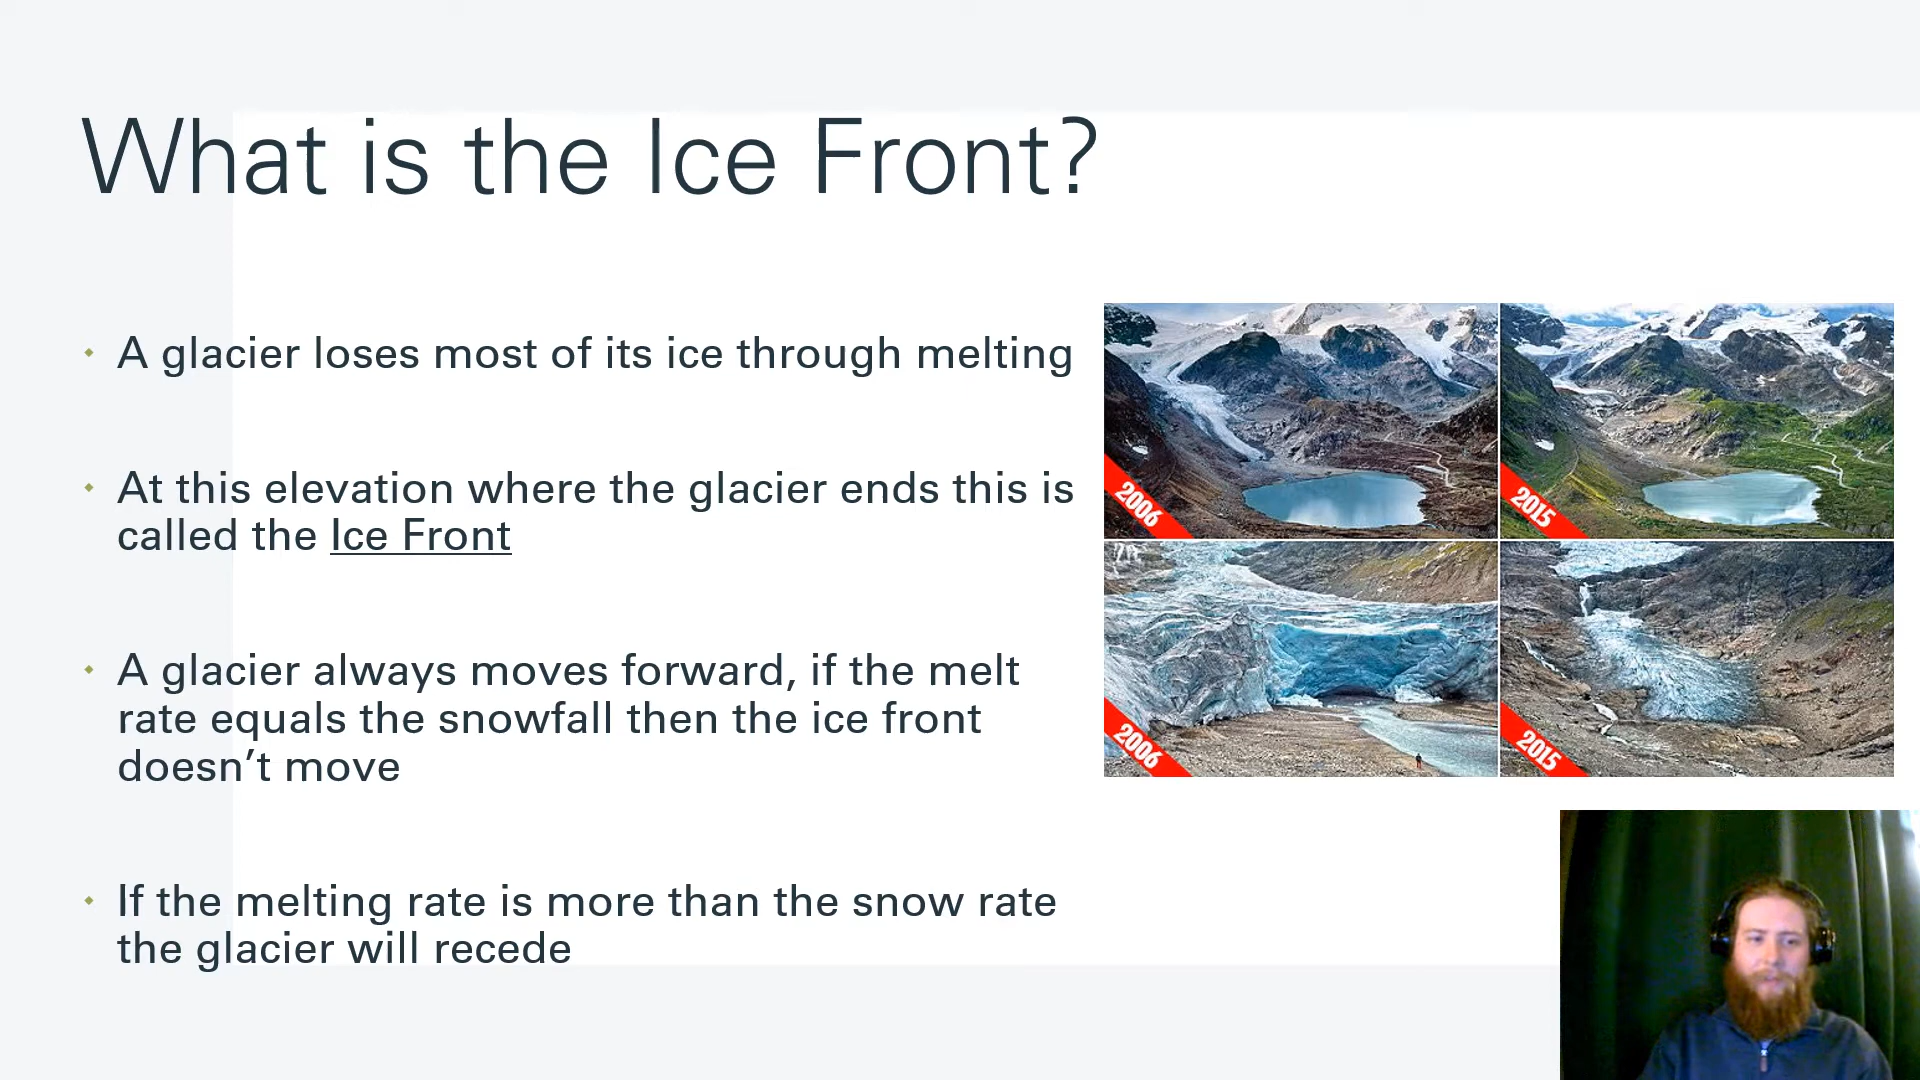 What is the Ice Front?
A glacier loses most of its ice through melting
At this elevation where the glacier ends this is
called the Ice Front
A glacier always moves forward, if the melt
rate equals the snowfall then the ice front
doesn’t move
If the melting rate is more than the snow rate
the glacier will recede
2006
2015
2006
2015